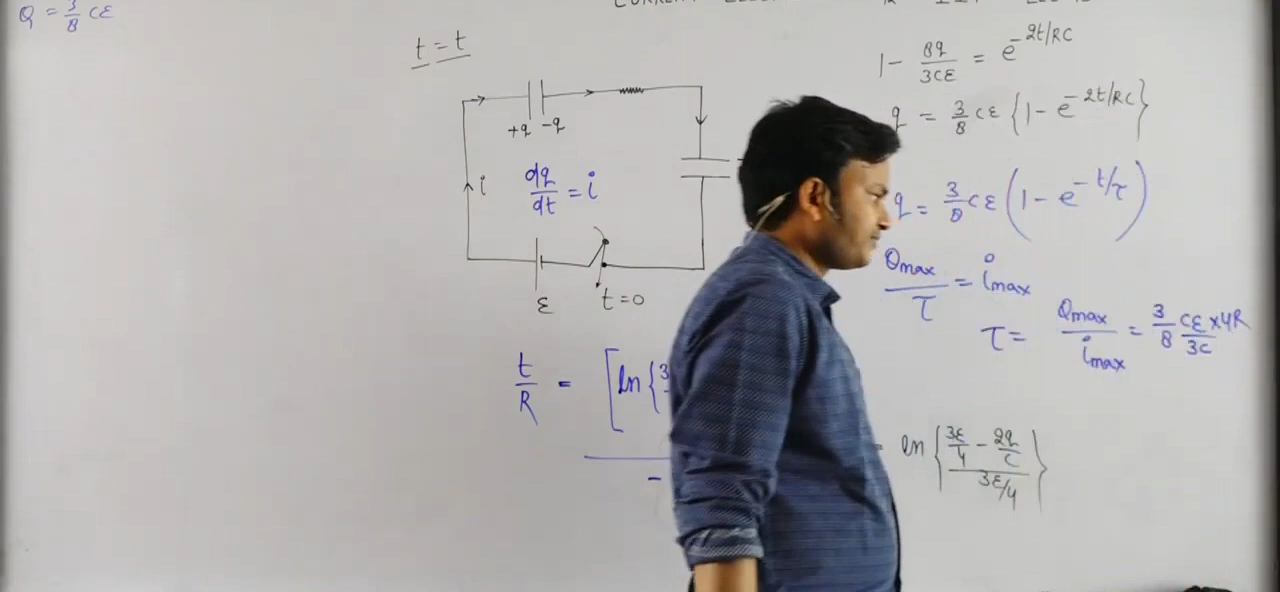 Q = 3/8 cε
t = t
+q -q
i
dq/dt = i
ε
t=0
t/R = [ln{3
-
1 - 8q/3cε = e^-2t/RC
q = 3/8 cε {1 - e^-2t/RC}
q = 3/8 cε (1 - e^-t/τ)
Qmax/τ = imax
τ = Qmax/imax = 3/8 cε×4R/3c
ln {(3ε/4 - 2q/c)/(3ε/4)}